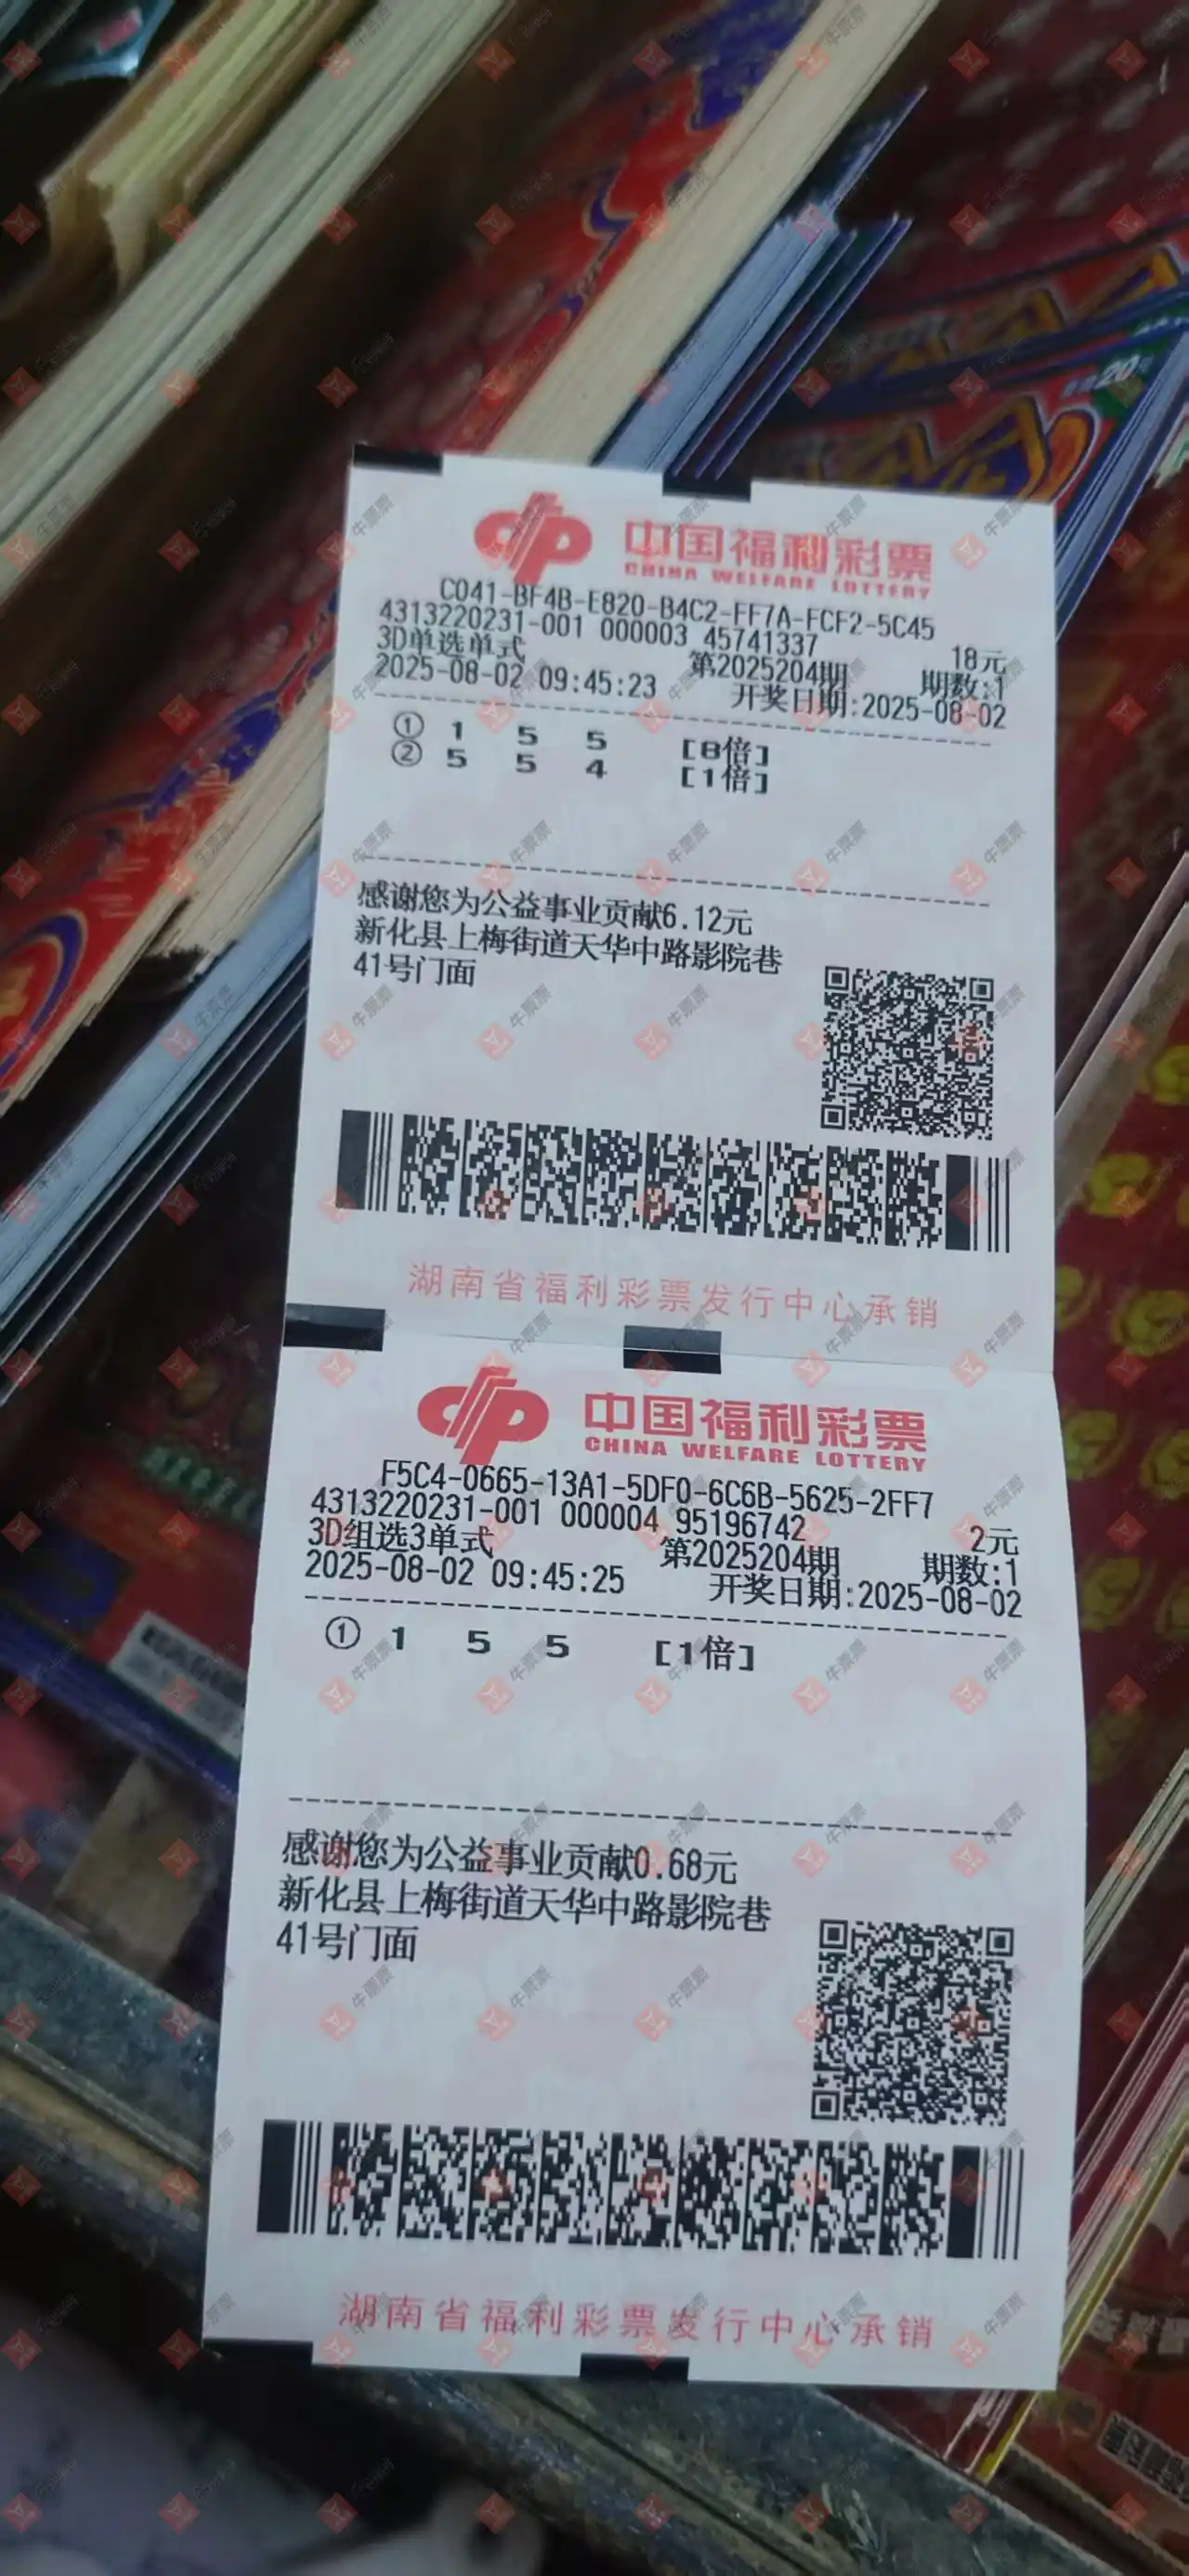 中国福利彩票
CHINA WELFARE LOTTERY
C041-BF4B-E820-B4C2-FF7A-FCF2-5C45
4313220231-001 000003 45741337 18元
3D单选单式 第2025204期 期数:1
2025-08-02 09:45:23 开奖日期:2025-08-02
① 1 5 5 [8倍]
② 5 5 4 [1倍]
感谢您为公益事业贡献6.12元
新化县上梅街道天华中路影院巷
41号门面
湖南省福利彩票发行中心承销
中国福利彩票
CHINA WELFARE LOTTERY
F5C4-0665-13A1-5DF0-6C6B-5625-2FF7
4313220231-001 000004 95196742 2元
3D组选3单式 第2025204期 期数:1
2025-08-02 09:45:25 开奖日期:2025-08-02
① 1 5 5 [1倍]
感谢您为公益事业贡献0.68元
新化县上梅街道天华中路影院巷
41号门面
湖南省福利彩票发行中心承销
牛票票